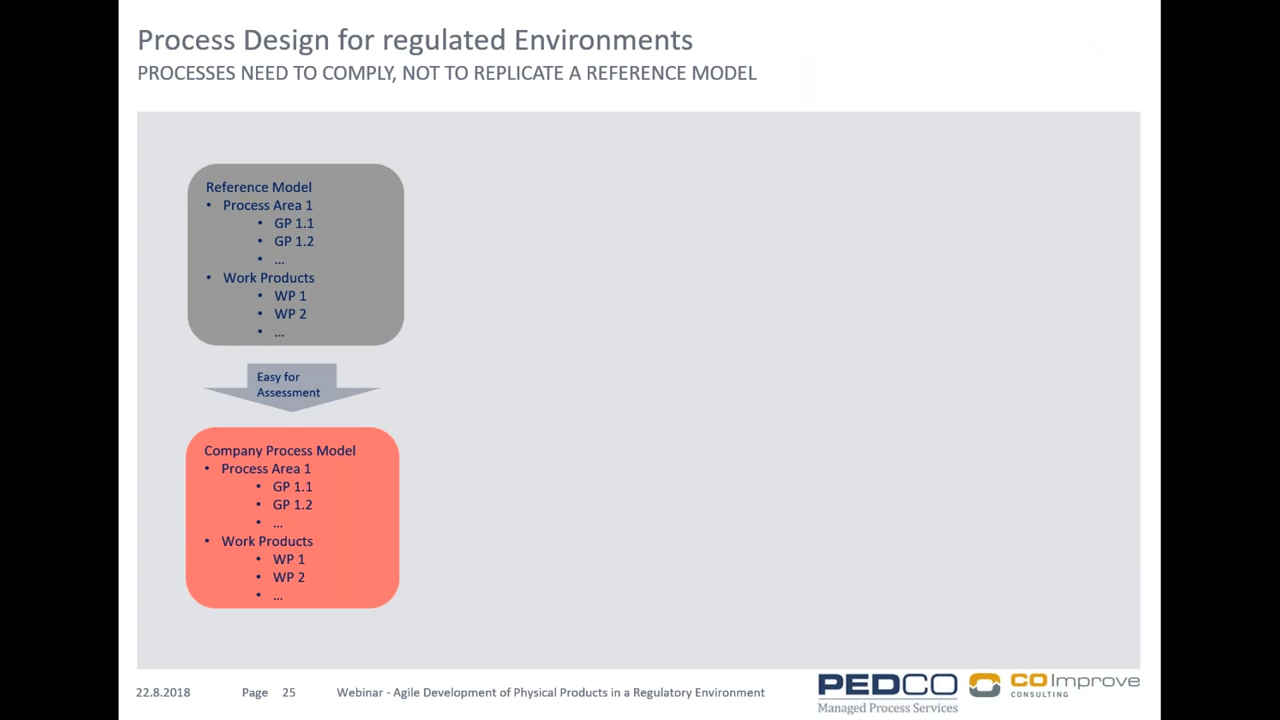 Process Design for regulated Environments
PROCESSES NEED TO COMPLY, NOT TO REPLICATE A REFERENCE MODEL
Reference Model
• Process Area 1
• GP 1.1
• GP 1.2
• ...
• Work Products
• WP 1
• WP 2
• ...
Easy for
Assessment
Company Process Model
• Process Area 1
• GP 1.1
• GP 1.2
• ...
• Work Products
• WP 1
• WP 2
• ...
22.8.2018 Page 25 Webinar - Agile Development of Physical Products in a Regulatory Environment
PEDCO
Managed Process Services
COImprove
CONSULTING